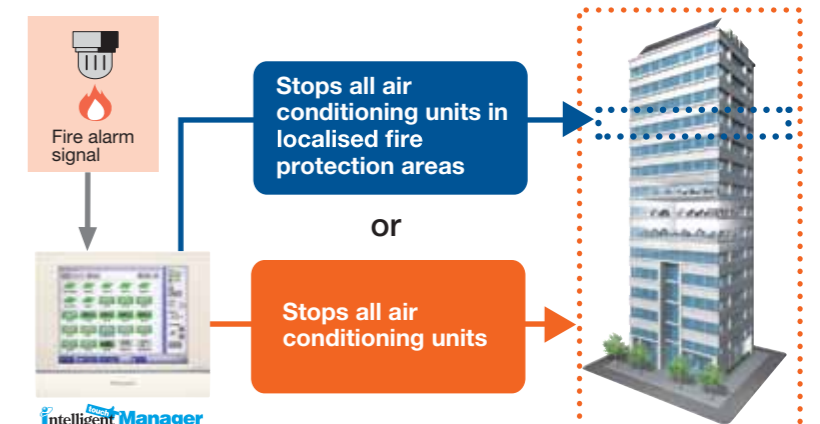 Fire alarm
signal
Stops all air
conditioning units in
localised fire
protection areas
or
Stops all air
conditioning units
intelligent touch Manager